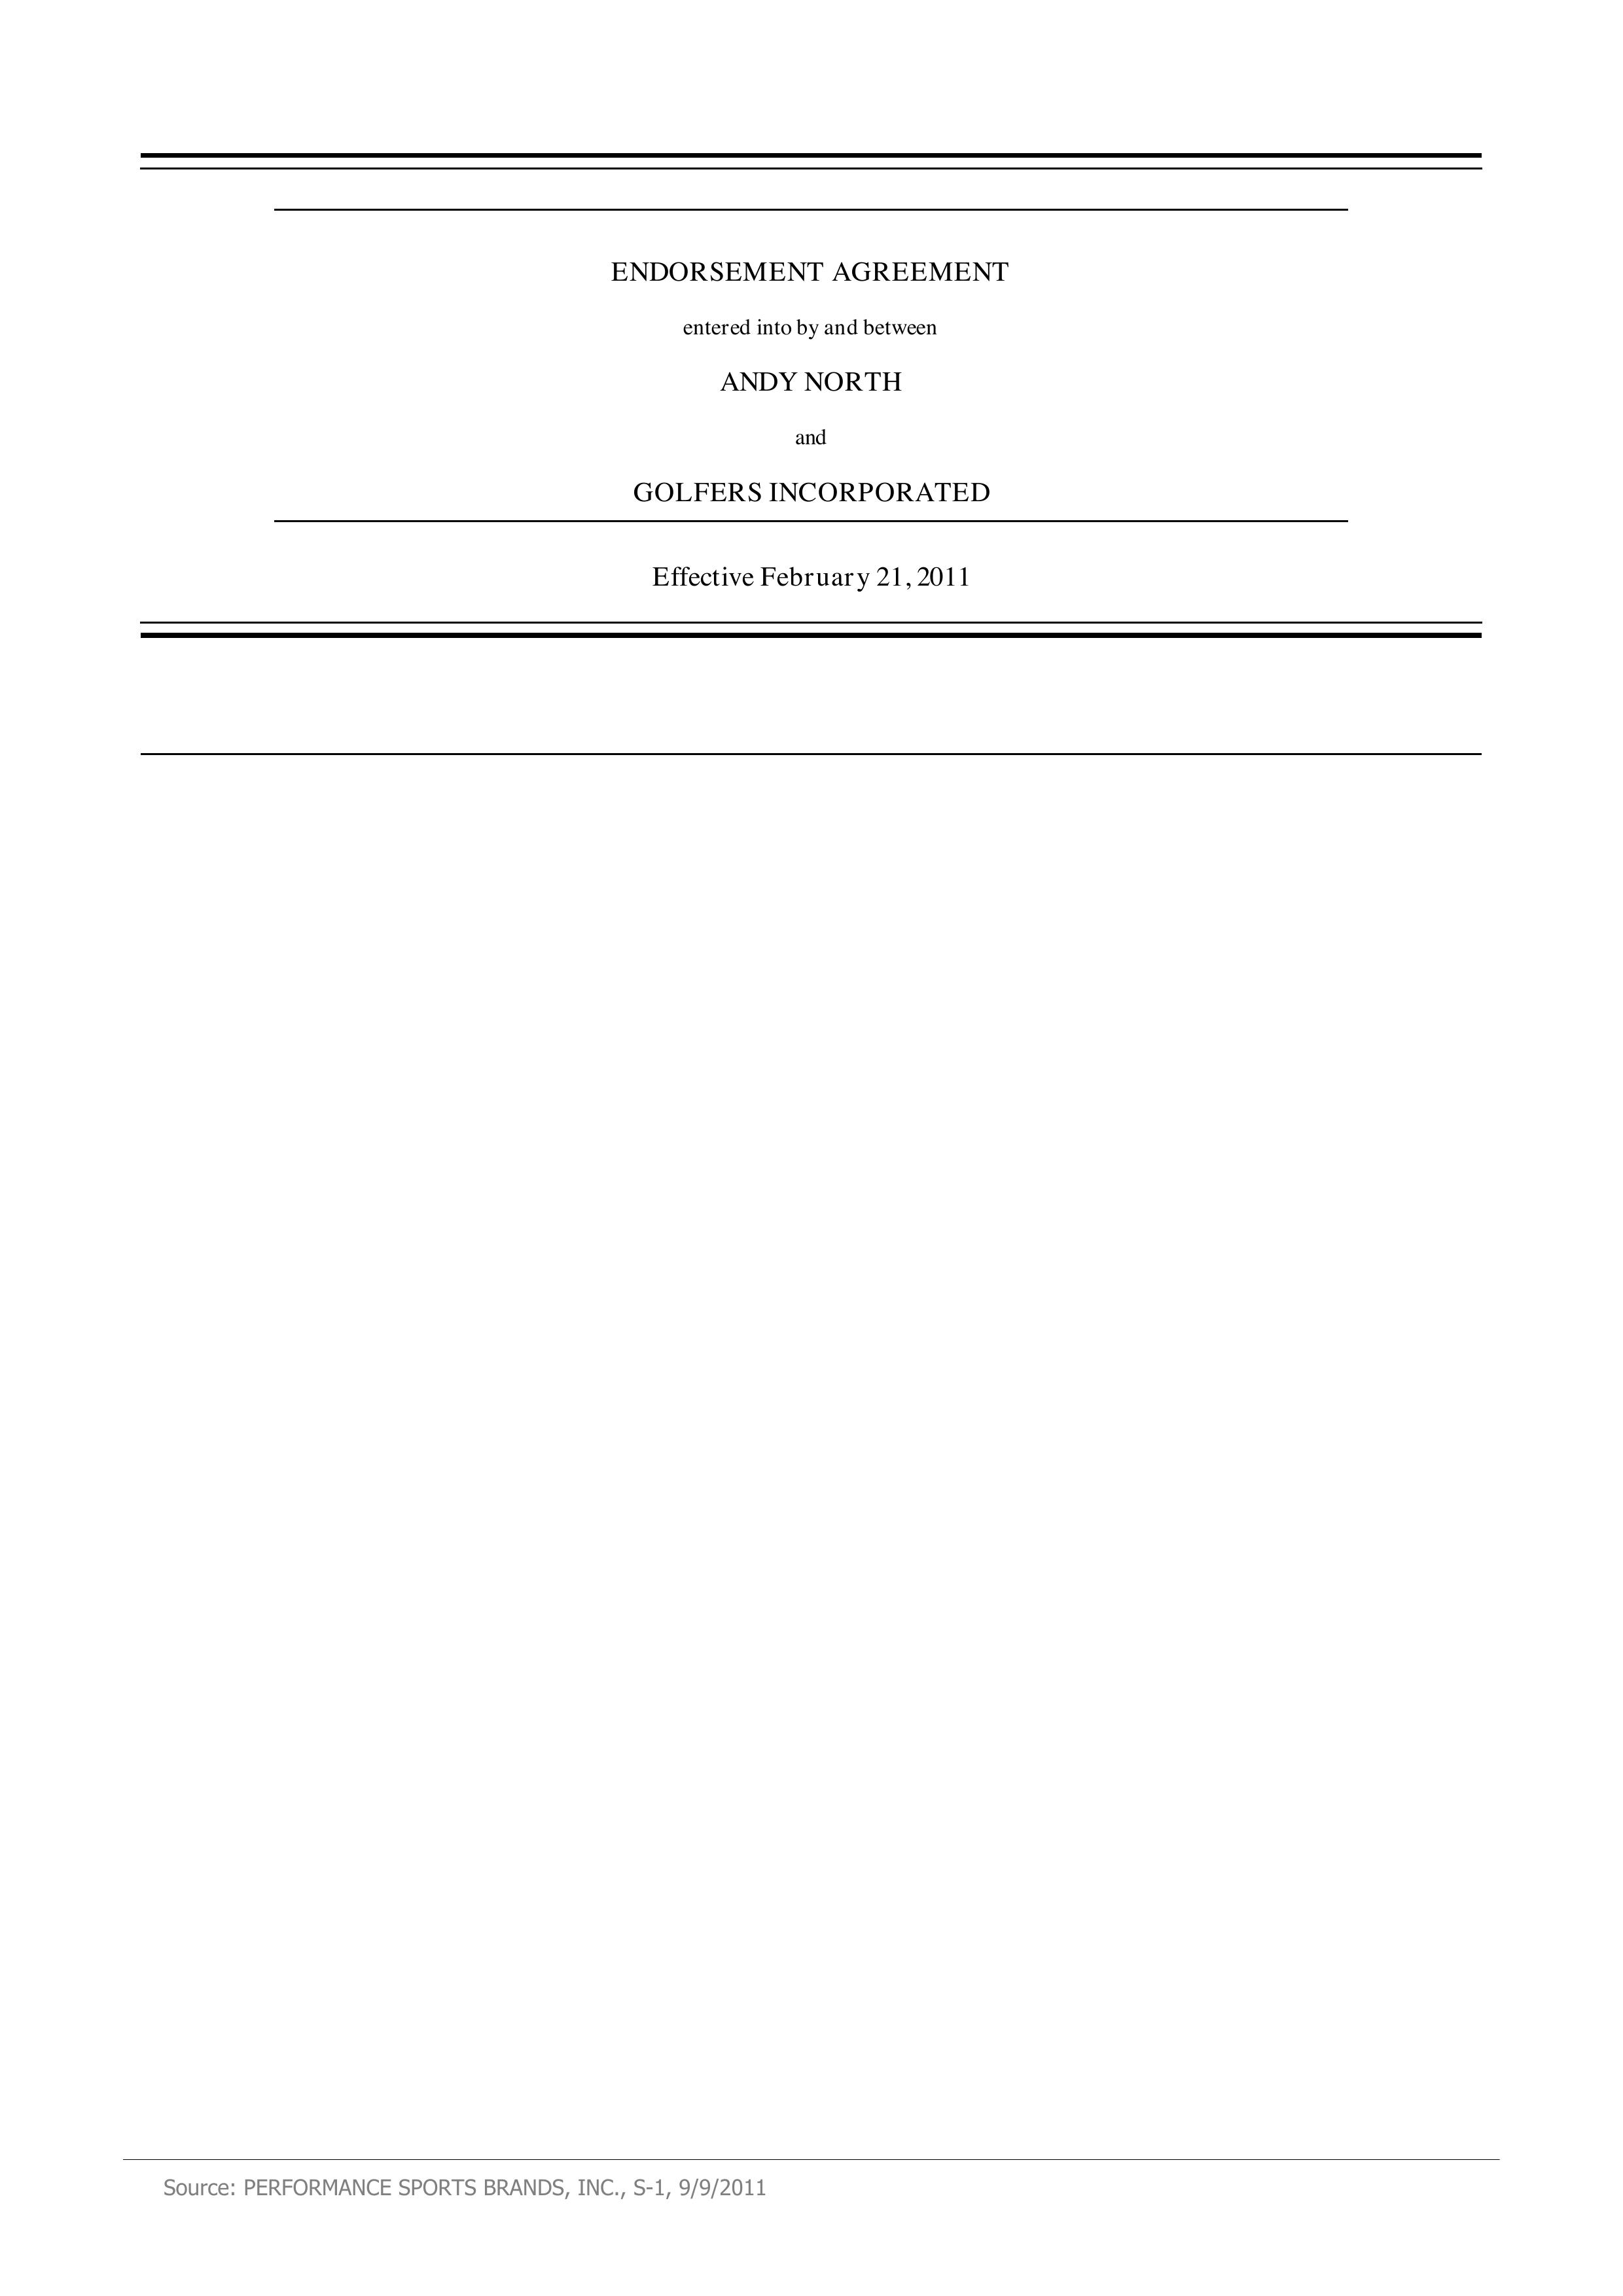 ENDORSEMENT AGREEMENT
entered into by and between
ANDY NORTH
and
GOLFERS INCORPORATED
Effective February 21, 2011
Source: PERFORMANCE SPORTS BRANDS, INC., S-1, 9/9/2011